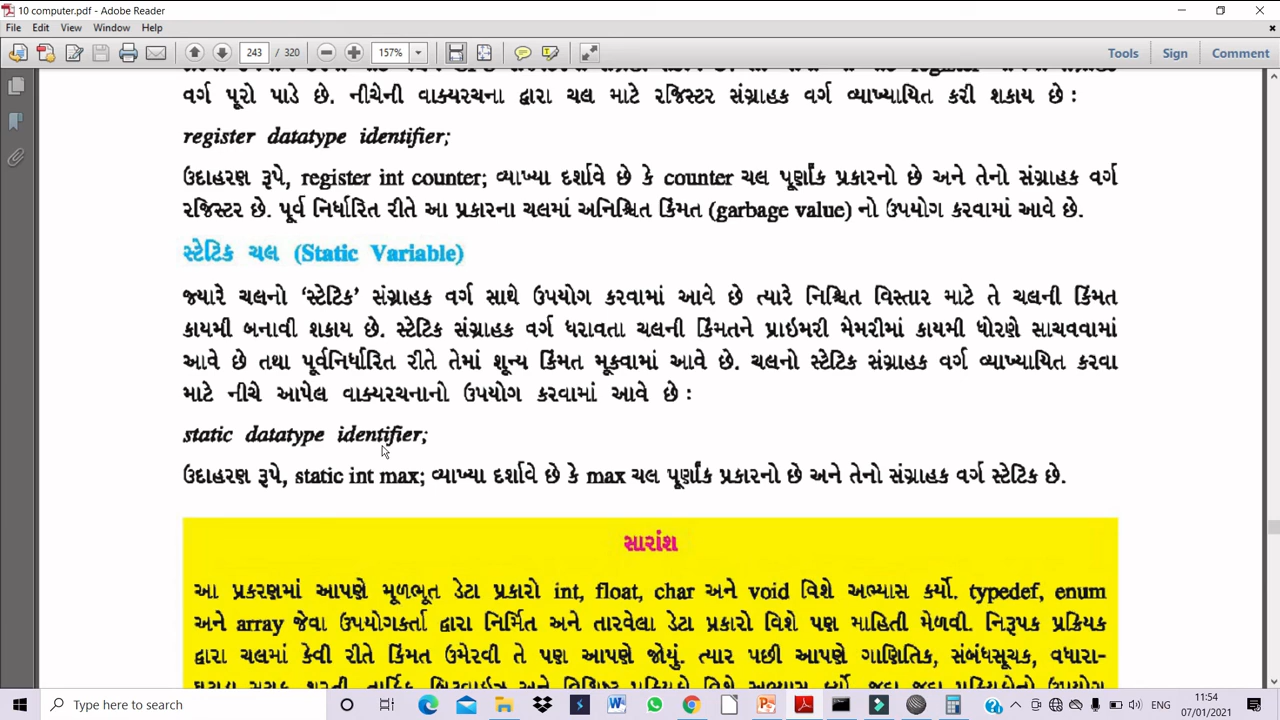 10 computer.pdf - Adobe Reader
File Edit View Window Help
243 / 320 157% Tools Sign Comment
register
વર્ગ પૂરો પાડે છે. નીચેની વાક્યરચના દ્વારા ચલ માટે રજિસ્ટર સંગ્રાહક વર્ગ વ્યાખ્યાયિત કરી શકાય છે :
register datatype identifier;
ઉદાહરણ રૂપે, register int counter; વ્યાખ્યા દર્શાવે છે કે counter ચલ પૂર્ણાંક પ્રકારનો છે અને તેનો સંગ્રાહક વર્ગ
રજિસ્ટર છે. પૂર્વ નિર્ધારિત રીતે આ પ્રકારના ચલમાં અનિશ્ચિત કિંમત (garbage value) નો ઉપયોગ કરવામાં આવે છે.
સ્ટેટિક ચલ (Static Variable)
જ્યારે ચલનો ‘સ્ટેટિક’ સંગ્રાહક વર્ગ સાથે ઉપયોગ કરવામાં આવે છે ત્યારે નિશ્ચિત વિસ્તાર માટે તે ચલની કિંમત
કાયમી બનાવી શકાય છે. સ્ટેટિક સંગ્રાહક વર્ગ ધરાવતા ચલની કિંમતને પ્રાઇમરી મેમરીમાં કાયમી ધોરણે સાચવવામાં
આવે છે તથા પૂર્વનિર્ધારિત રીતે તેમાં શૂન્ય કિંમત મૂકવામાં આવે છે. ચલનો સ્ટેટિક સંગ્રાહક વર્ગ વ્યાખ્યાયિત કરવા
માટે નીચે આપેલ વાક્યરચનાનો ઉપયોગ કરવામાં આવે છે :
static datatype identifier;
ઉદાહરણ રૂપે, static int max; વ્યાખ્યા દર્શાવે છે કે max ચલ પૂર્ણાંક પ્રકારનો છે અને તેનો સંગ્રાહક વર્ગ સ્ટેટિક છે.
સારાંશ
આ પ્રકરણમાં આપણે મૂળભૂત ડેટા પ્રકારો int, float, char અને void વિશે અભ્યાસ કર્યો. typedef, enum
અને array જેવા ઉપયોગકર્તા દ્વારા નિર્મિત અને તારવેલા ડેટા પ્રકારો વિશે પણ માહિતી મેળવી. નિરૂપક પ્રક્રિયક
દ્વારા ચલમાં કેવી રીતે કિંમત ઉમેરવી તે પણ આપણે જોયું. ત્યાર પછી આપણે ગાણિતિક, સંબંધસૂચક, વધારા-
Type here to search
11:54
07/01/2021